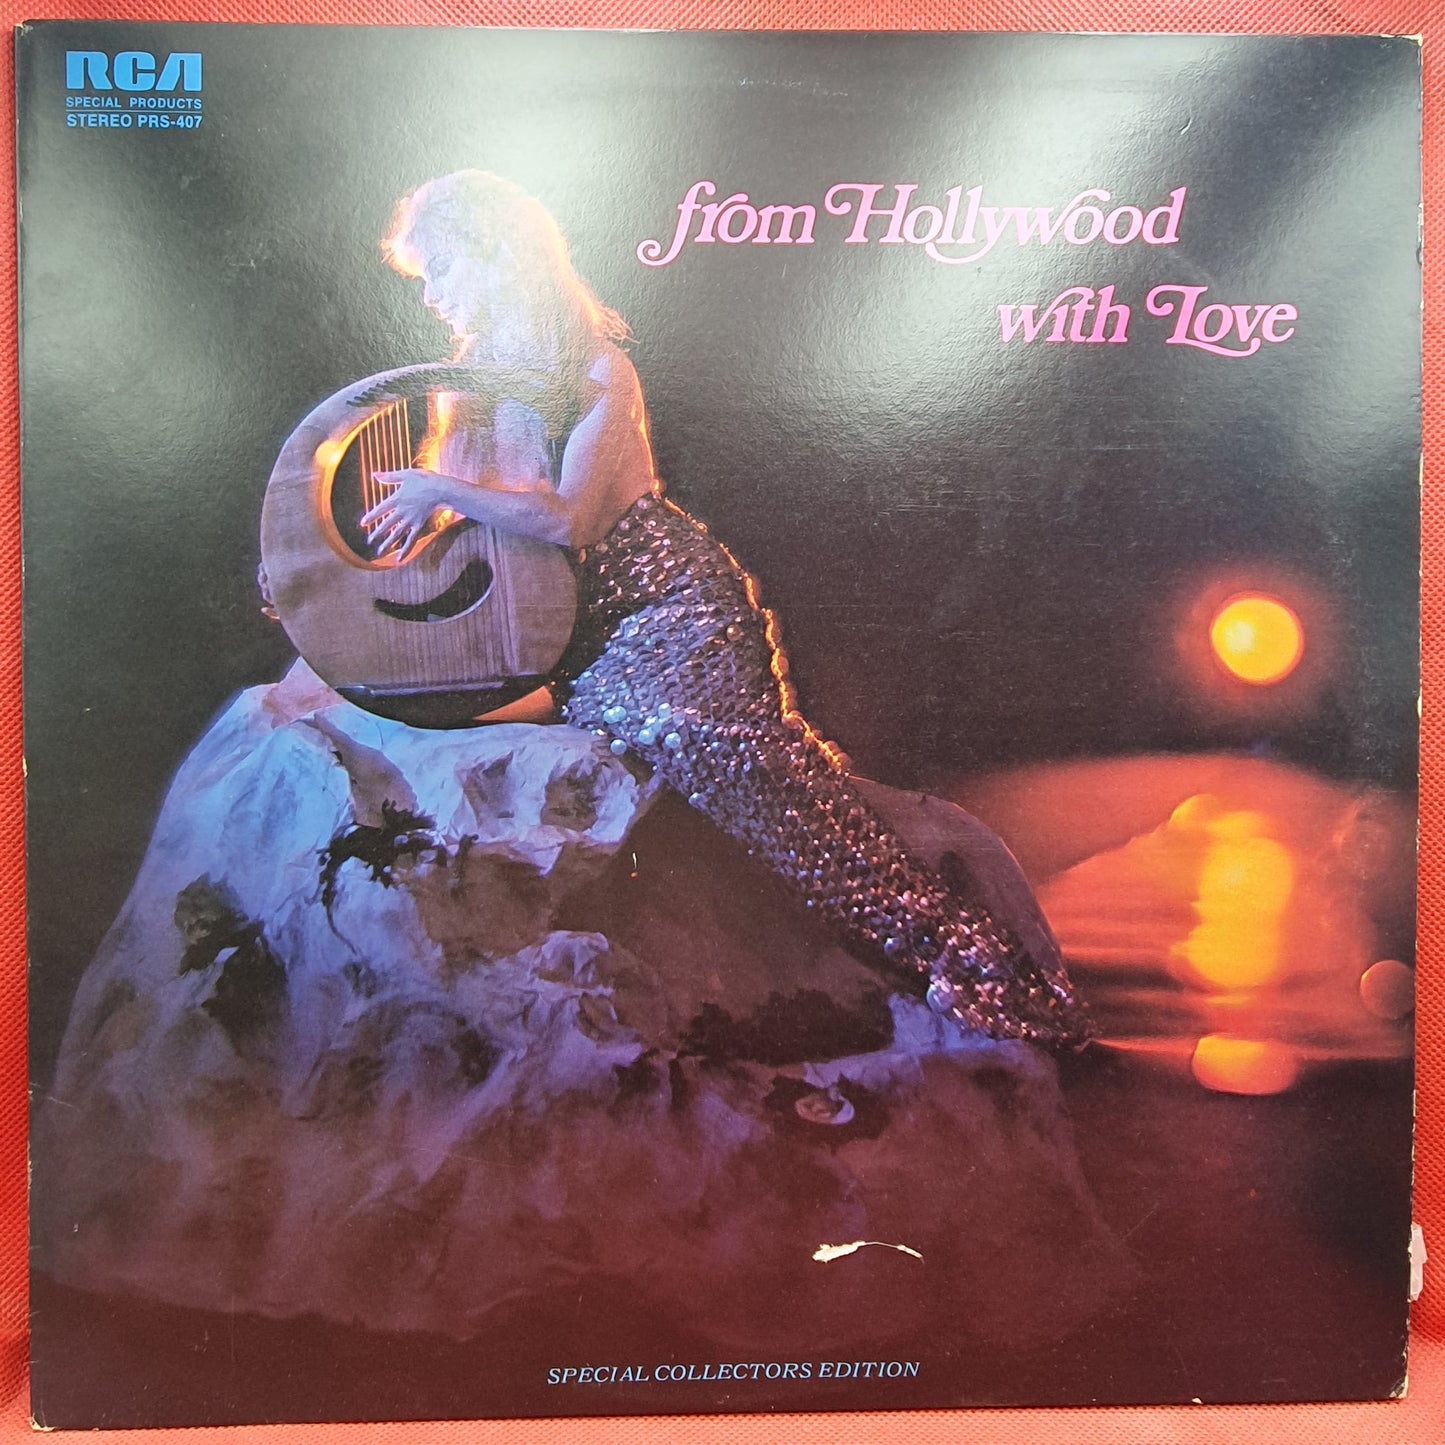 RCA
SPECIAL PRODUCTS
STEREO PRS-407
from Hollywood
with Love
SPECIAL COLLECTORS EDITION